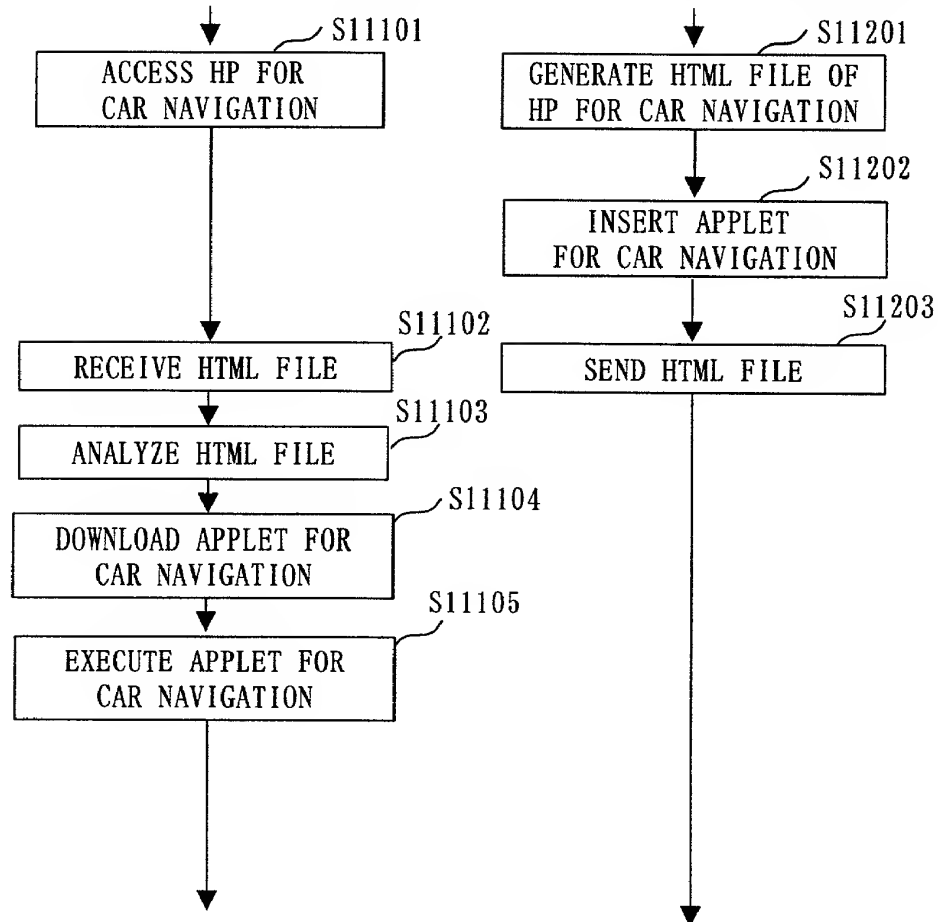 S11101
ACCESS HP FOR
CAR NAVIGATION
S11102
RECEIVE HTML FILE
S11103
ANALYZE HTML FILE
S11104
DOWNLOAD APPLET FOR
CAR NAVIGATION
S11105
EXECUTE APPLET FOR
CAR NAVIGATION
S11201
GENERATE HTML FILE OF
HP FOR CAR NAVIGATION
S11202
INSERT APPLET
FOR CAR NAVIGATION
S11203
SEND HTML FILE